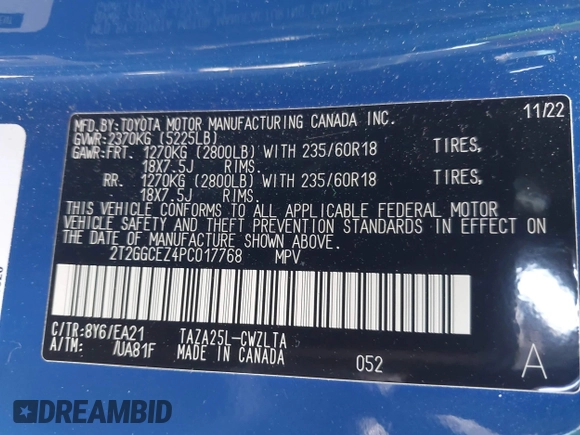 MFD.BY:TOYOTA MOTOR MANUFACTURING CANADA INC. 11/22
GVWR:2370KG (5225LB)
GAWR:FRT. 1270KG (2800LB) WITH 235/60R18 TIRES,
18X7.5J RIMS.
RR. 1270KG (2800LB) WITH 235/60R18 TIRES,
18X7.5J RIMS.
THIS VEHICLE CONFORMS TO ALL APPLICABLE FEDERAL MOTOR
VEHICLE SAFETY AND THEFT PREVENTION STANDARDS IN EFFECT ON
THE DATE OF MANUFACTURE SHOWN ABOVE.
2T2GGCEZ4PC017768 MPV
C/TR:8Y6/EA21 TAZA25L-CWZLTA
A/TM: /UA81F MADE IN CANADA 052 A
DREAMBID